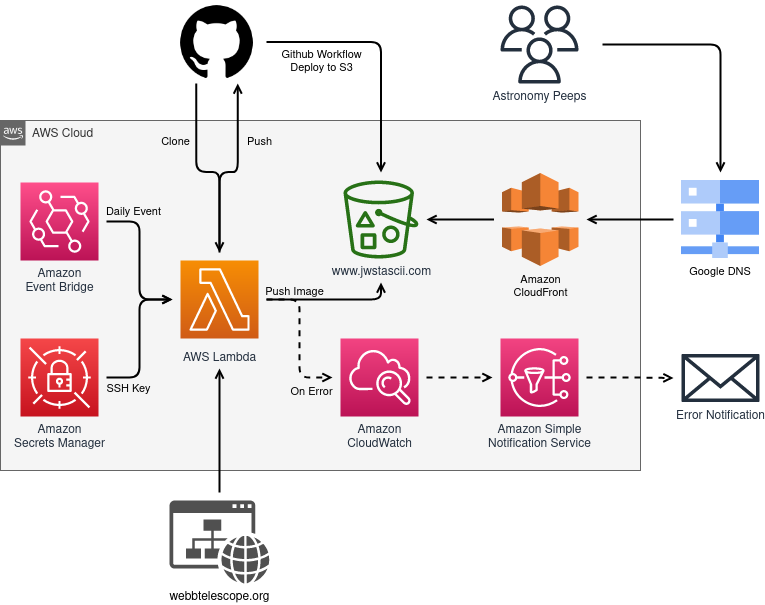 Github Workflow
Deploy to S3
Astronomy Peeps
aws
AWS Cloud
Clone
Push
Daily Event
Amazon
Event Bridge
www.jwstascii.com
Amazon
CloudFront
Google DNS
Push Image
AWS Lambda
SSH Key
On Error
Amazon
Secrets Manager
Amazon
CloudWatch
Amazon Simple
Notification Service
Error Notification
webbtelescope.org